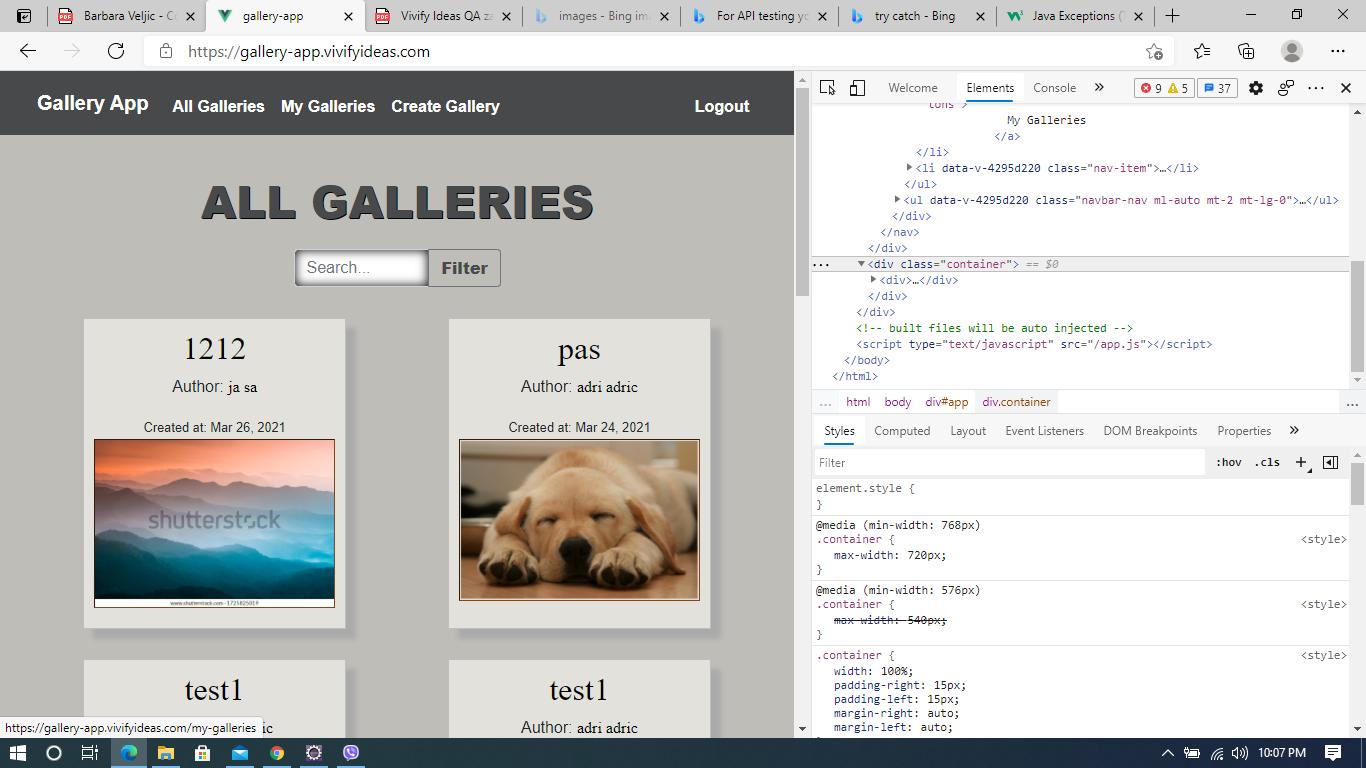 Barbara Veljic - Co
gallery-app
Vivify Ideas QA za
images - Bing im
For API testing yo
try catch - Bing
Java Exceptions (
https://gallery-app.vivifyideas.com
Gallery App
All Galleries
My Galleries
Create Gallery
Logout
ALL GALLERIES
Search...
Filter
1212
Author: ja sa
Created at: Mar 26, 2021
shutterstock
www.shutterstock.com · 1725825019
pas
Author: adri adric
Created at: Mar 24, 2021
test1
ic
test1
Author: adri adric
https://gallery-app.vivifyideas.com/my-galleries
Welcome
Elements
Console
9
5
37
tons">
My Galleries
</a>
</li>
<li data-v-4295d220 class="nav-item">…</li>
</ul>
<ul data-v-4295d220 class="navbar-nav ml-auto mt-2 mt-lg-0">…</ul>
</div>
</nav>
</div>
<div class="container"> == $0
<div>…</div>
</div>
</div>
<!-- built files will be auto injected -->
<script type="text/javascript" src="/app.js"></script>
</body>
</html>
... html body div#app div.container ...
Styles
Computed
Layout
Event Listeners
DOM Breakpoints
Properties
Filter
:hov .cls
element.style {
}
@media (min-width: 768px)
.container { <style>
max-width: 720px;
}
@media (min-width: 576px)
.container { <style>
max-width: 540px;
}
.container { <style>
width: 100%;
padding-right: 15px;
padding-left: 15px;
margin-right: auto;
margin-left: auto;
10:07 PM